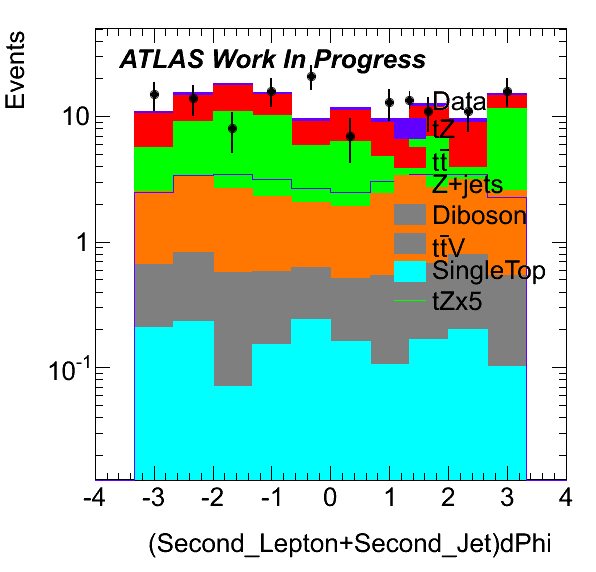 Events
ATLAS Work In Progress
10
1
10⁻¹
Data
tZ
tt̄
Z+jets
Diboson
tt̄V
SingleTop
tZx5
-4 -3 -2 -1 0 1 2 3 4
(Second_Lepton+Second_Jet)dPhi